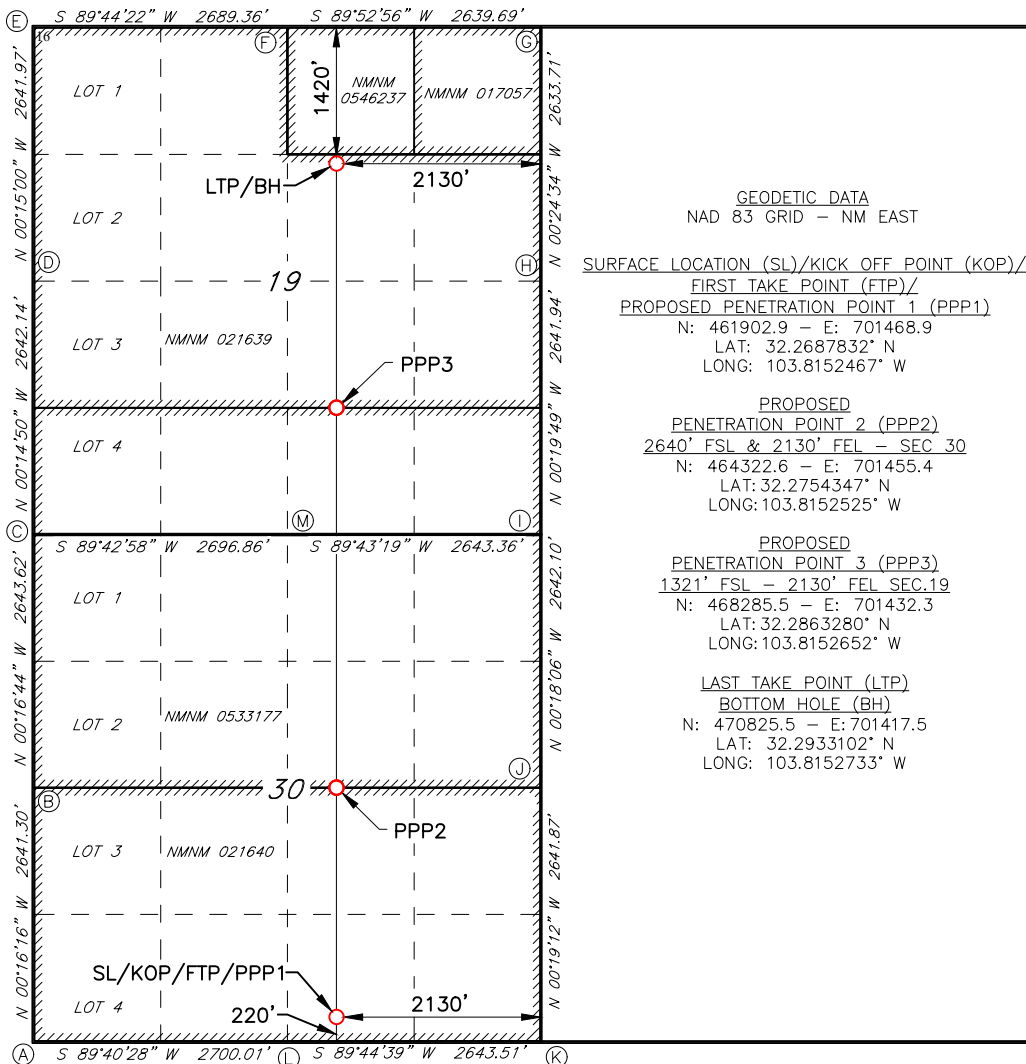 Ⓔ S 89°44'22" W 2689.36' S 89°52'56" W 2639.69'
16 Ⓕ Ⓖ
LOT 1
1420'
NMNM
0546237
NMNM 017057
N 00°15'00" W 2641.97'
N 00°24'34" W 2633.71'
LTP/BH
2130'
LOT 2
Ⓓ Ⓗ
19
LOT 3 NMNM 021639
PPP3
N 00°14'50" W 2642.14'
N 00°19'49" W 2641.94'
LOT 4
Ⓒ Ⓜ Ⓘ
S 89°42'58" W 2696.86' S 89°43'19" W 2643.36'
LOT 1
N 00°16'44" W 2643.62'
N 00°18'06" W 2642.10'
LOT 2 NMNM 0533177
Ⓙ
30
Ⓑ
PPP2
LOT 3 NMNM 021640
N 00°16'16" W 2641.30'
N 00°19'12" W 2641.87'
SL/KOP/FTP/PPP1
LOT 4
220'
2130'
Ⓐ S 89°40'28" W 2700.01' Ⓛ S 89°44'39" W 2643.51' Ⓚ
GEODETIC DATA
NAD 83 GRID – NM EAST
SURFACE LOCATION (SL)/KICK OFF POINT (KOP)/
FIRST TAKE POINT (FTP)/
PROPOSED PENETRATION POINT 1 (PPP1)
N: 461902.9 – E: 701468.9
LAT: 32.2687832° N
LONG: 103.8152467° W
PROPOSED
PENETRATION POINT 2 (PPP2)
2640' FSL & 2130' FEL – SEC 30
N: 464322.6 – E: 701455.4
LAT: 32.2754347° N
LONG: 103.8152525° W
PROPOSED
PENETRATION POINT 3 (PPP3)
1321' FSL – 2130' FEL SEC.19
N: 468285.5 – E: 701432.3
LAT: 32.2863280° N
LONG: 103.8152652° W
LAST TAKE POINT (LTP)
BOTTOM HOLE (BH)
N: 470825.5 – E: 701417.5
LAT: 32.2933102° N
LONG: 103.8152733° W